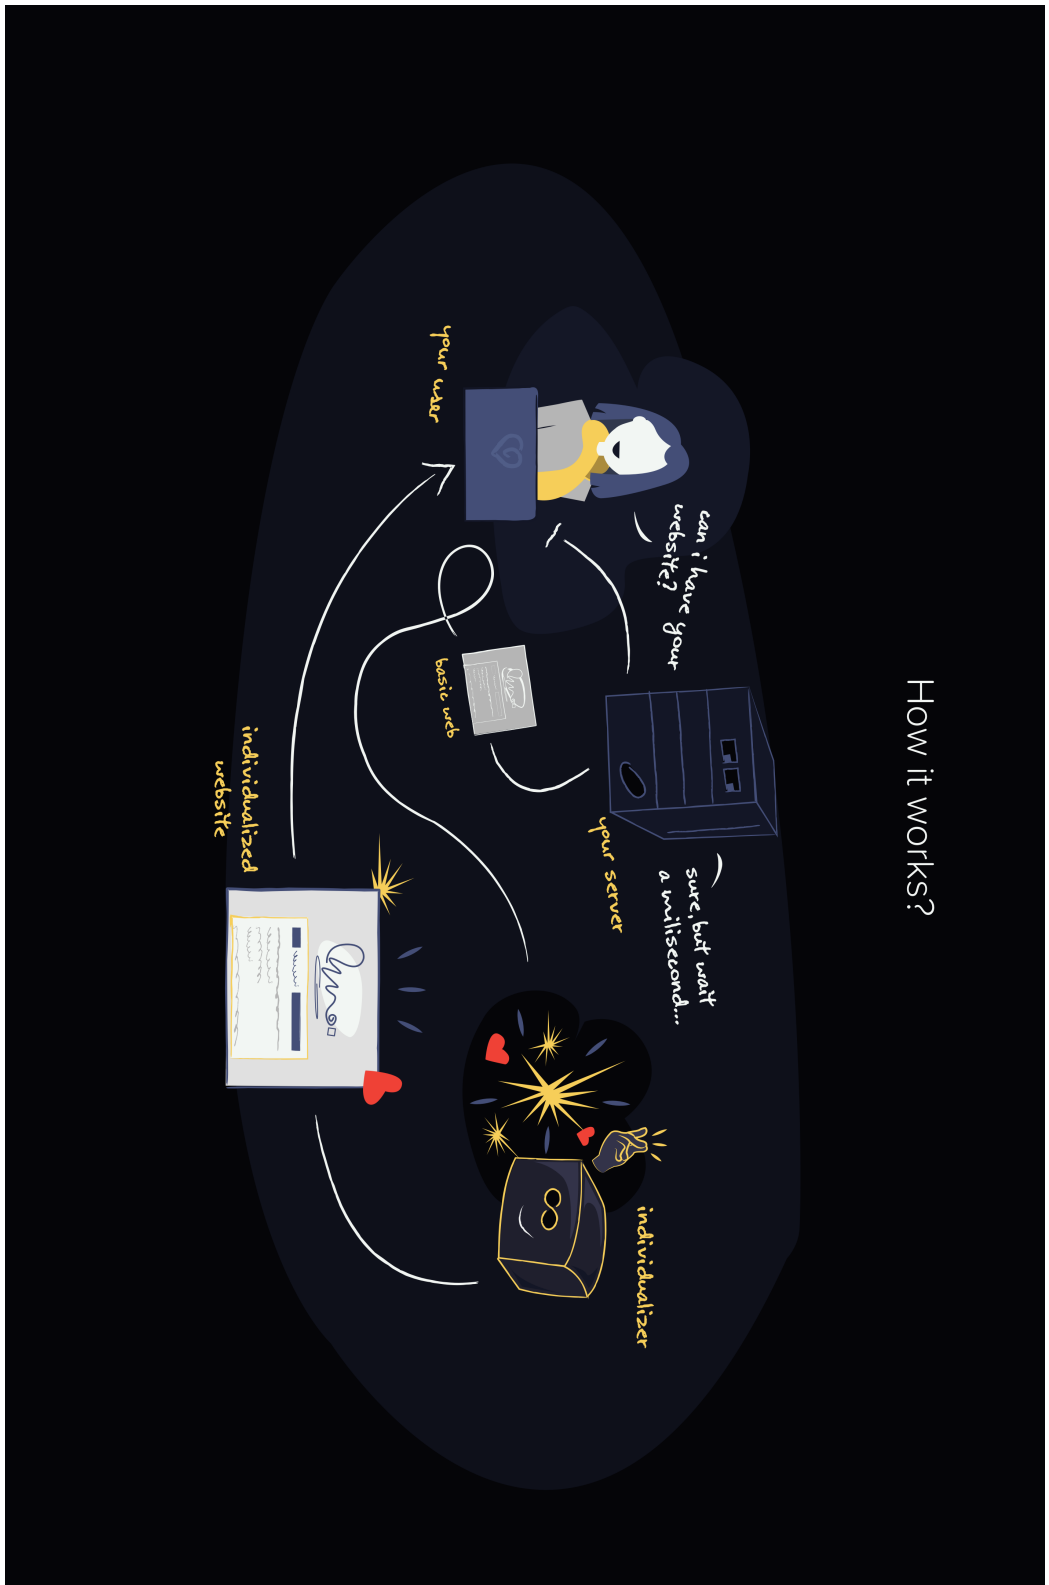 How it works?
can i have your
website?
your user
sure, but wait
a milisecond...
your server
basic web
individualizer
individualized
website